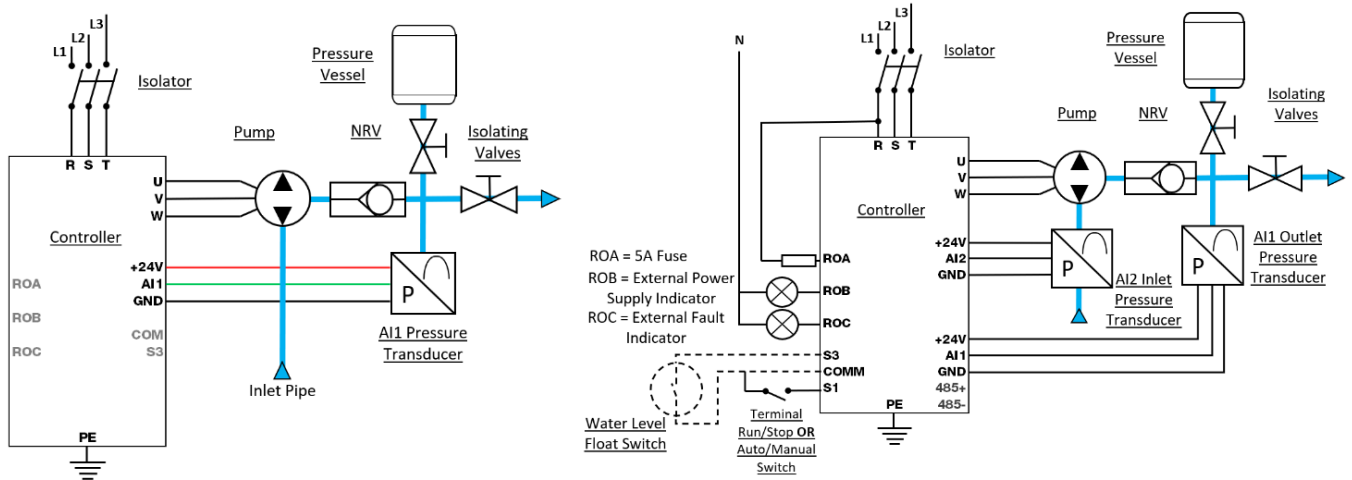 L1
L2
L3
Isolator
Pressure
Vessel
Pump
NRV
Isolating
Valves
R S T
U
V
W
Controller
+24V
AI1
GND
ROA
ROB
ROC
COM
S3
P
AI1 Pressure
Transducer
Inlet Pipe
PE
N
L1
L2
L3
Isolator
Pressure
Vessel
Isolating
Valves
Pump
NRV
R S T
U
V
W
Controller
+24V
AI2
GND
P
P
AI1 Outlet
Pressure
Transducer
AI2 Inlet
Pressure
Transducer
ROA = 5A Fuse
ROB = External Power
Supply Indicator
ROC = External Fault
Indicator
ROA
ROB
ROC
S3
COMM
S1
+24V
AI1
GND
485+
485-
PE
Water Level
Float Switch
Terminal
Run/Stop OR
Auto/Manual
Switch